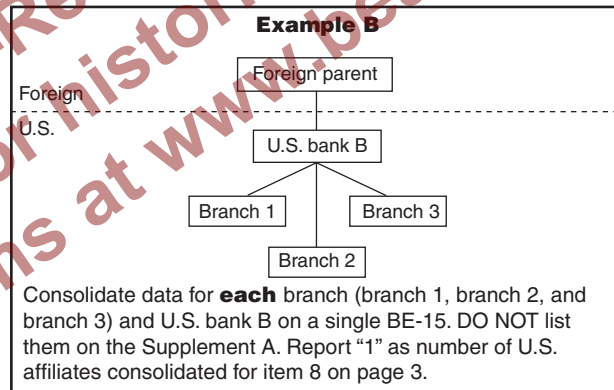 Example B
Foreign parent
Foreign
U.S.
U.S. bank B
Branch 1
Branch 3
Branch 2
Consolidate data for each branch (branch 1, branch 2, and
branch 3) and U.S. bank B on a single BE-15. DO NOT list
them on the Supplement A. Report “1” as number of U.S.
affiliates consolidated for item 8 on page 3.